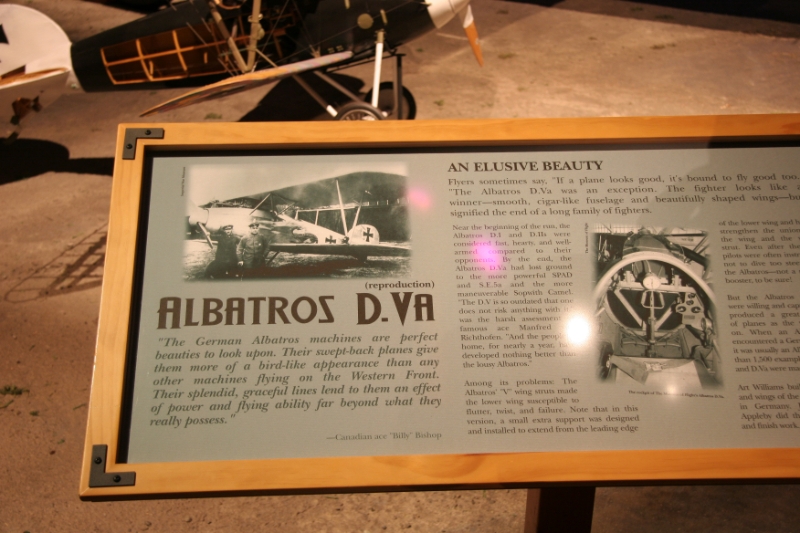 AN ELUSIVE BEAUTY
Flyers sometimes say, "If a plane looks good, it's bound to fly good too.
"The Albatros D.Va was an exception. The fighter looks like a
winner—smooth, cigar-like fuselage and beautifully shaped wings—bu
signified the end of a long family of fighters.
(reproduction)
ALBATROS D.VA
"The German Albatros machines are perfect
beauties to look upon. Their swept-back planes give
them more of a bird-like appearance than any
other machines flying on the Western Front.
Their splendid, graceful lines lend to them an effect
of power and flying ability far beyond what they
really possess."
—Canadian ace "Billy" Bishop
Near the beginning of the run, the
Albatros D.I and D.IIs were
considered fast, hearty, and well-
armed compared to their
opponents. By the end, the
Albatros D.Va had lost ground
to the more powerful SPAD
and S.E.5a and the more
maneuverable Sopwith Camel.
"The D.V is so outdated that one
does not risk anything with
was the harsh assessment
famous ace Manfred
Richthofen. "And the people
home, for nearly a year,
developed nothing better than
the lousy Albatros."
Among its problems: The
Albatros' "V" wing struts made
the lower wing susceptible to
flutter, twist, and failure. Note that in this
version, a small extra support was designed
and installed to extend from the leading edge
of the lower wing and
strengthen the union
the wing and the
strut. Even after that
pilots were often
not to dive too steep
the Albatros—not a
booster, to be sure!
But the Albatros
were willing and cap
produced a great
of planes as the
on. When an A
encountered a Ger
it was usually an Al
than 1,500 example
and D.Va were ma
Art Williams buil
and wings of the
in Germany.
Appleby did th
and finish work,